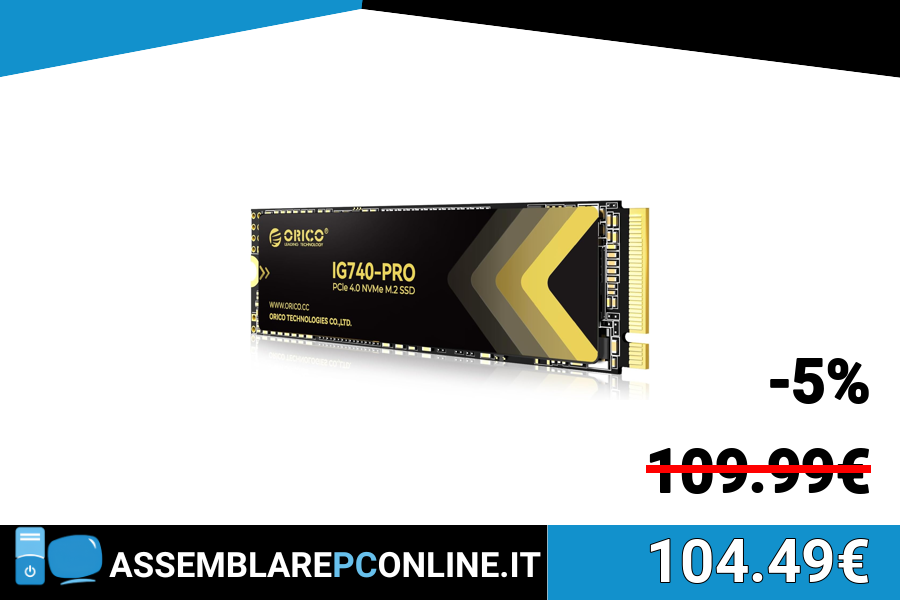 ORICO®
LEADING TECHNOLOGY
IG740-PRO
PCIe 4.0 NVMe M.2 SSD
WWW.ORICO.CC
ORICO TECHNOLOGIES CO.,LTD.
-5%
109.99€
ASSEMBLAREPCONLINE.IT
104.49€